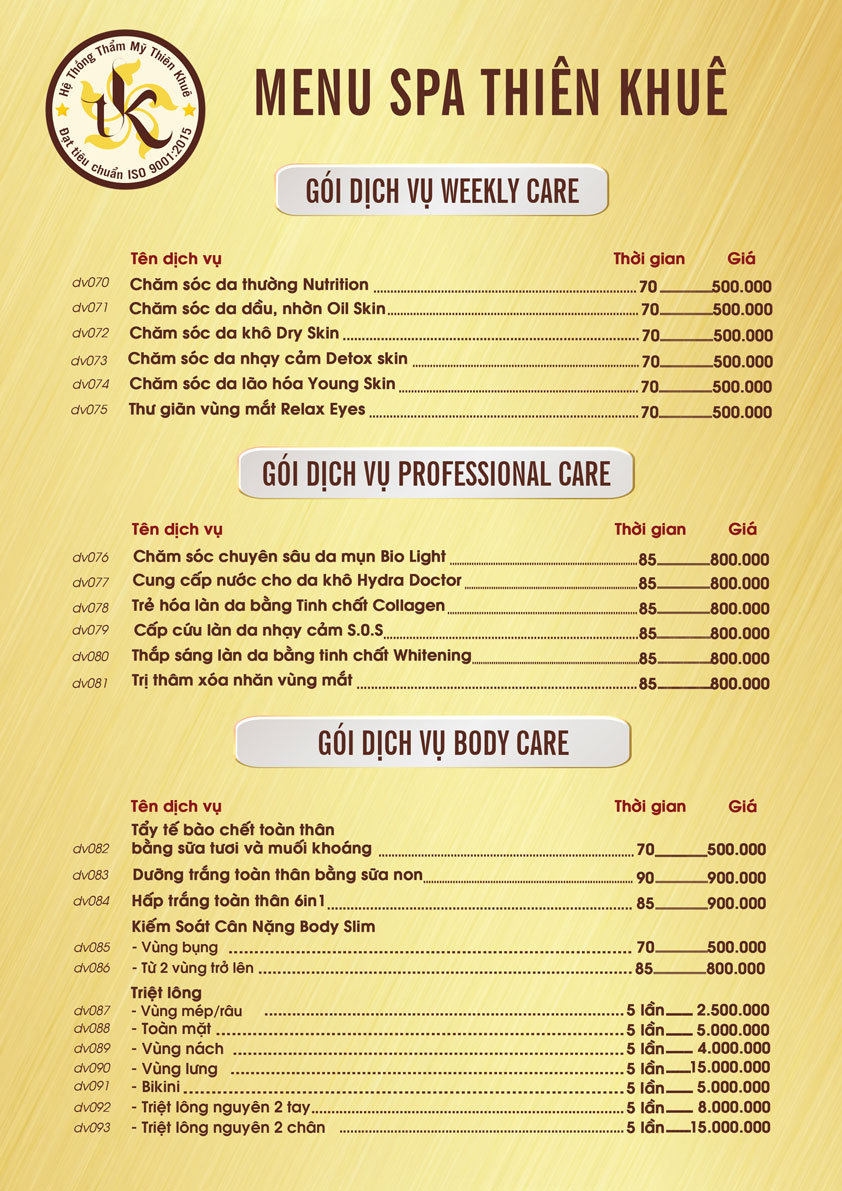 Hệ Thống Thẩm Mỹ Thiên Khuê
tk
Đạt tiêu chuẩn ISO 9001:2015
MENU SPA THIÊN KHUÊ
GÓI DỊCH VỤ WEEKLY CARE
Tên dịch vụ Thời gian Giá
dv070 Chăm sóc da thường Nutrition 70 500.000
dv071 Chăm sóc da dầu, nhờn Oil Skin 70 500.000
dv072 Chăm sóc da khô Dry Skin 70 500.000
dv073 Chăm sóc da nhạy cảm Detox skin 70 500.000
dv074 Chăm sóc da lão hóa Young Skin 70 500.000
dv075 Thư giãn vùng mắt Relax Eyes 70 500.000
GÓI DỊCH VỤ PROFESSIONAL CARE
Tên dịch vụ Thời gian Giá
dv076 Chăm sóc chuyên sâu da mụn Bio Light 85 800.000
dv077 Cung cấp nước cho da khô Hydra Doctor 85 800.000
dv078 Trẻ hóa làn da bằng Tinh chất Collagen 85 800.000
dv079 Cấp cứu làn da nhạy cảm S.O.S 85 800.000
dv080 Thắp sáng làn da bằng tinh chất Whitening 85 800.000
dv081 Trị thâm xóa nhăn vùng mắt 85 800.000
GÓI DỊCH VỤ BODY CARE
Tên dịch vụ Thời gian Giá
Tẩy tế bào chết toàn thân
dv082 bằng sữa tươi và muối khoáng 70 500.000
dv083 Dưỡng trắng toàn thân bằng sữa non 90 900.000
dv084 Hấp trắng toàn thân 6in1 85 900.000
Kiểm Soát Cân Nặng Body Slim
dv085 - Vùng bụng 70 500.000
dv086 - Từ 2 vùng trở lên 85 800.000
Triệt lông
dv087 - Vùng mép/râu 5 lần 2.500.000
dv088 - Toàn mặt 5 lần 5.000.000
dv089 - Vùng nách 5 lần 4.000.000
dv090 - Vùng lưng 5 lần 15.000.000
dv091 - Bikini 5 lần 5.000.000
dv092 - Triệt lông nguyên 2 tay 5 lần 8.000.000
dv093 - Triệt lông nguyên 2 chân 5 lần 15.000.000